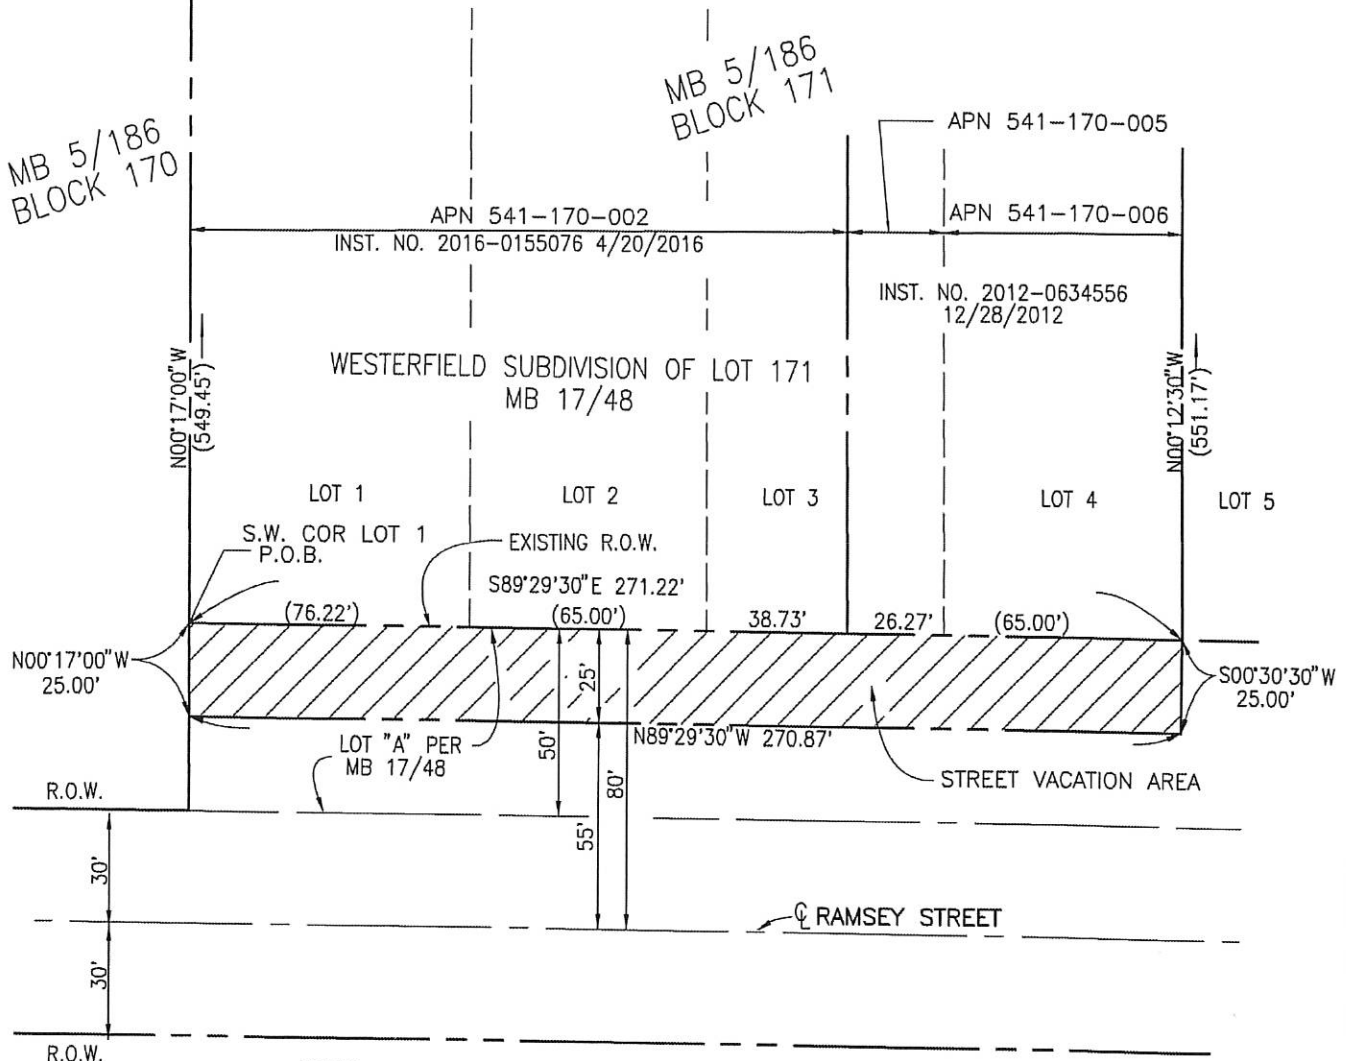 MB 5/186
BLOCK 171
APN 541-170-005
MB 5/186
BLOCK 170
APN 541-170-002
INST. NO. 2016-0155076 4/20/2016
APN 541-170-006
INST. NO. 2012-0634556
12/28/2012
WESTERFIELD SUBDIVISION OF LOT 171
MB 17/48
N00°17'00"W
(549.45')
N00°12'30"W
(551.17')
LOT 1
LOT 2
LOT 3
LOT 4
LOT 5
S.W. COR LOT 1
P.O.B.
EXISTING R.O.W.
S89°29'30"E 271.22'
(76.22')
(65.00')
38.73'
26.27'
(65.00')
N00°17'00"W
25.00'
S00°30'30"W
25.00'
25'
N89°29'30"W 270.87'
LOT "A" PER
MB 17/48
50'
80'
55'
STREET VACATION AREA
R.O.W.
30'
℄ RAMSEY STREET
30'
R.O.W.